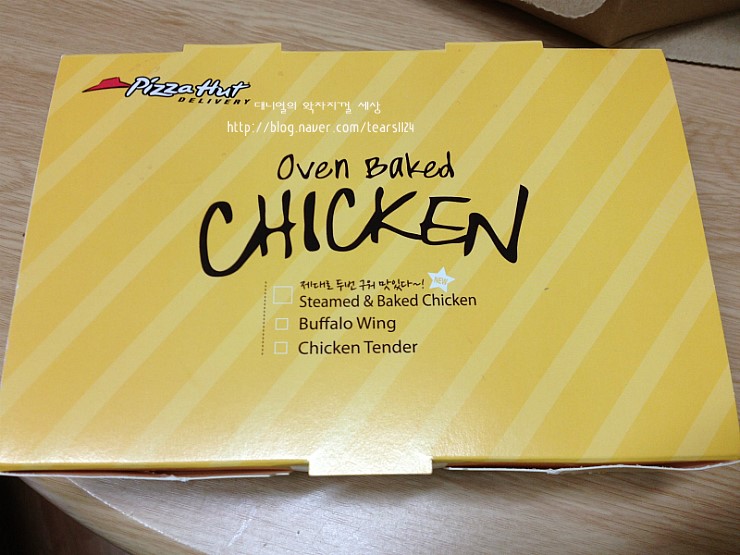 Pizza Hut
DELIVERY
대니얼의 왁자지껄 세상
http://blog.naver.com/tears1124
Oven Baked
CHICKEN
제대로 두번 구워 맛있다~! NEW
Steamed & Baked Chicken
Buffalo Wing
Chicken Tender